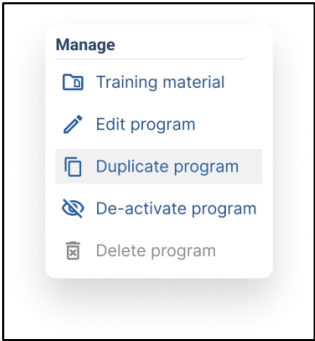 Manage
Training material
Edit program
Duplicate program
De-activate program
Delete program